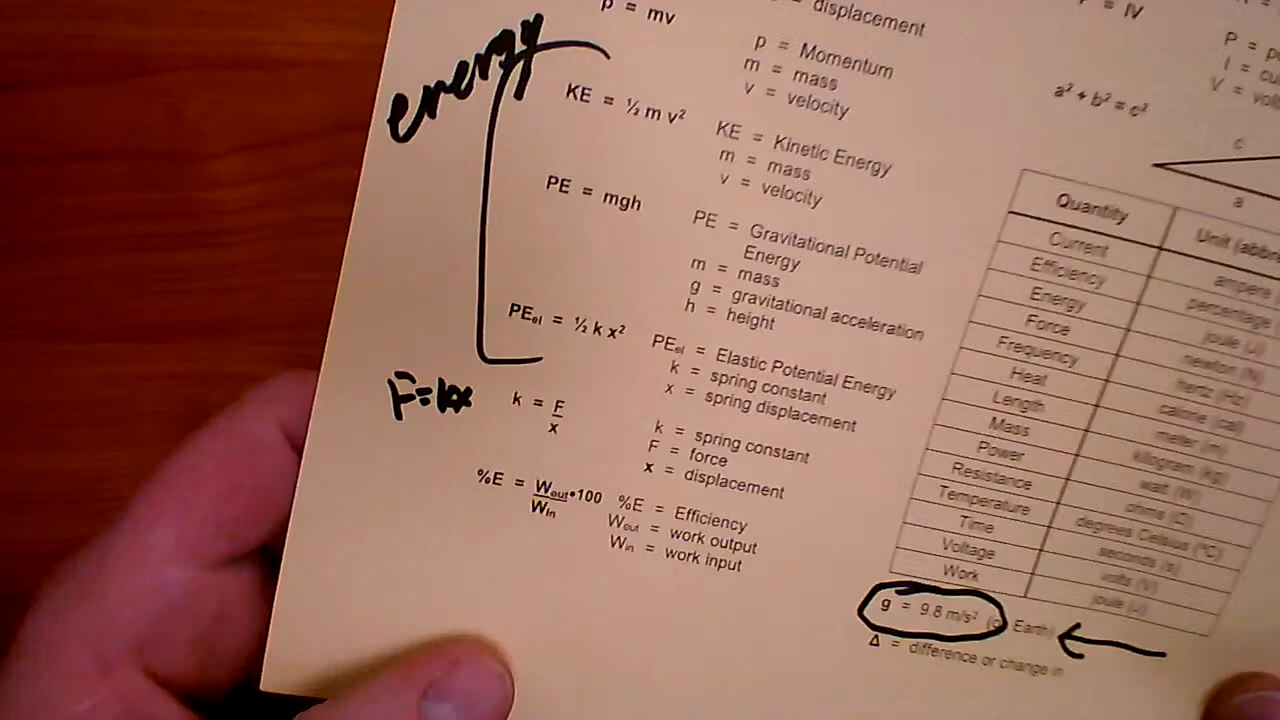 = displacement
p = mv
p = Momentum
m = mass
v = velocity
energy
KE = ½ m v²
KE = Kinetic Energy
m = mass
v = velocity
PE = mgh
PE = Gravitational Potential
Energy
m = mass
g = gravitational acceleration
h = height
PEel = ½ k x²
PEel = Elastic Potential Energy
k = spring constant
x = spring displacement
F=kx
k = F/x
k = spring constant
F = force
x = displacement
%E = Wout/Win•100
%E = Efficiency
Wout = work output
Win = work input
= IV
P =
I =
V =
a² + b² = c²
c
a
Quantity Unit
Current ampere
Efficiency percentage
Energy joule (J)
Force newton (N)
Frequency hertz (Hz)
Heat calorie (cal)
Length meter (m)
Mass kilogram (kg)
Power watt (W)
Resistance ohms (Ω)
Temperature degrees Celsius (°C)
Time seconds (s)
Voltage volts (V)
Work joule (J)
g = 9.8 m/s² Earth)
Δ = difference or change in